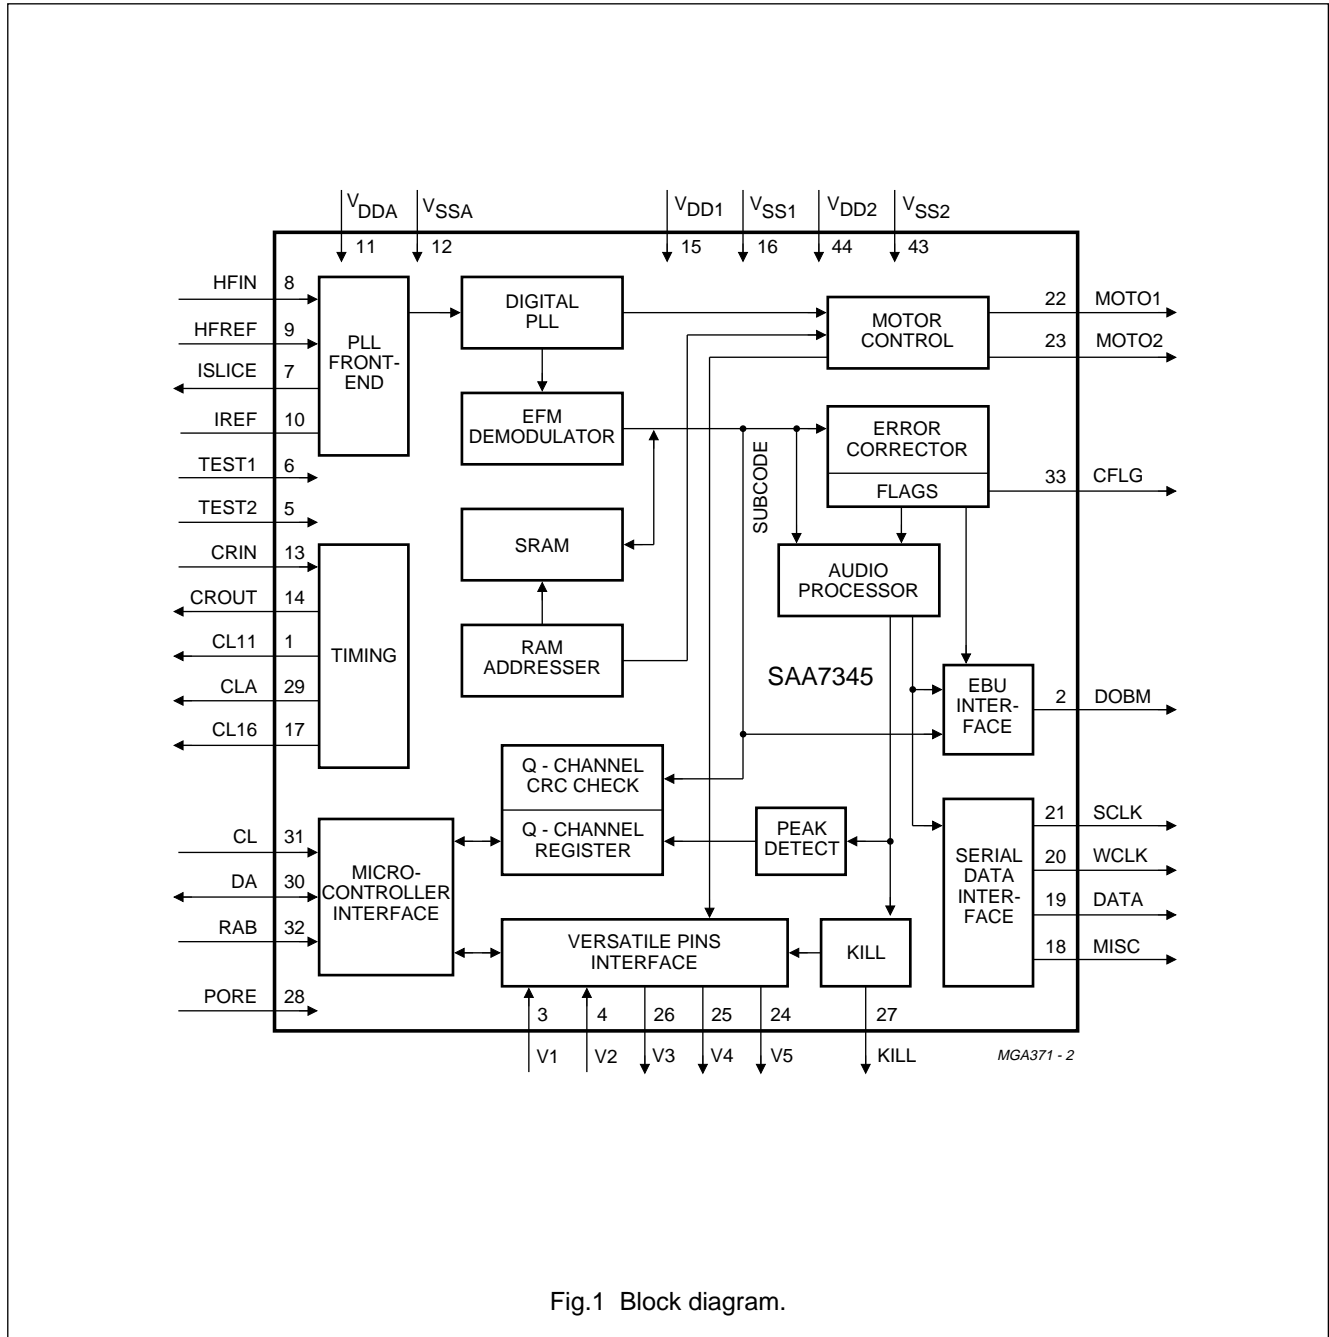 VDDA
VSSA
VDD1
VSS1
VDD2
VSS2
11
12
15
16
44
43
HFIN 8
HFREF 9
ISLICE 7
IREF 10
TEST1 6
TEST2 5
CRIN 13
CROUT 14
CL11 1
CLA 29
CL16 17
CL 31
DA 30
RAB 32
PORE 28
PLL
FRONT-
END
DIGITAL
PLL
EFM
DEMODULATOR
SRAM
RAM
ADDRESSER
TIMING
MOTOR
CONTROL
22 MOTO1
23 MOTO2
SUBCODE
ERROR
CORRECTOR
FLAGS
33 CFLG
AUDIO
PROCESSOR
SAA7345
EBU
INTER-
FACE
2 DOBM
Q - CHANNEL
CRC CHECK
Q - CHANNEL
REGISTER
PEAK
DETECT
MICRO-
CONTROLLER
INTERFACE
SERIAL
DATA
INTER-
FACE
21 SCLK
20 WCLK
19 DATA
18 MISC
VERSATILE PINS
INTERFACE
KILL
3
4
26
25
24
27
V1
V2
V3
V4
V5
KILL
MGA371 - 2
Fig.1 Block diagram.